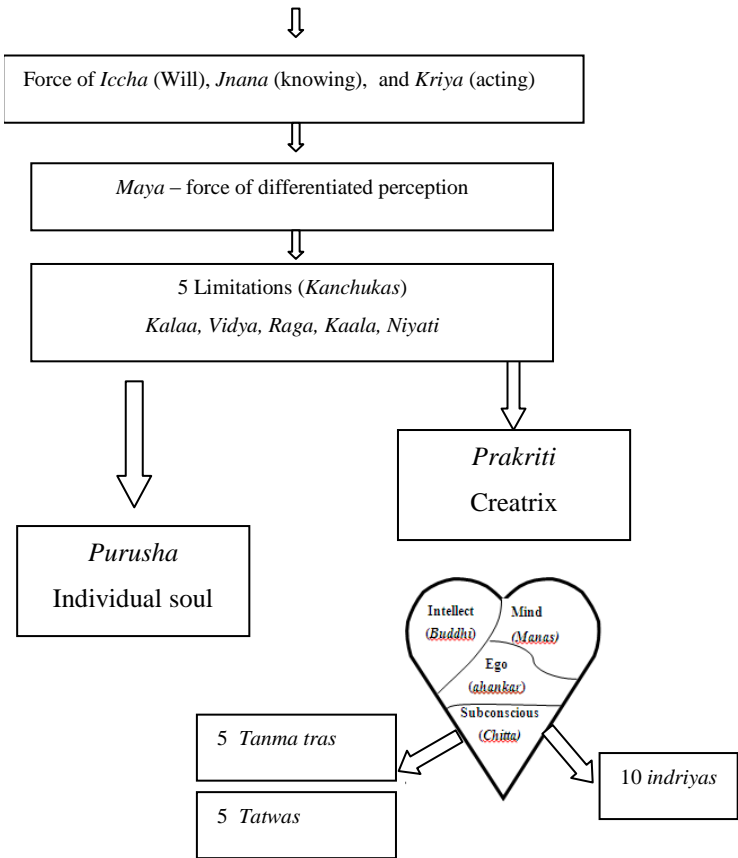 Force of Iccha (Will), Jnana (knowing), and Kriya (acting)
Maya – force of differentiated perception
5 Limitations (Kanchukas)
Kalaa, Vidya, Raga, Kaala, Niyati
Prakriti
Creatrix
Purusha
Individual soul
Intellect
(Buddhi)
Mind
(Manas)
Ego
(ahankar)
Subconscious
(Chitta)
5 Tanma tras
5 Tatwas
10 indriyas